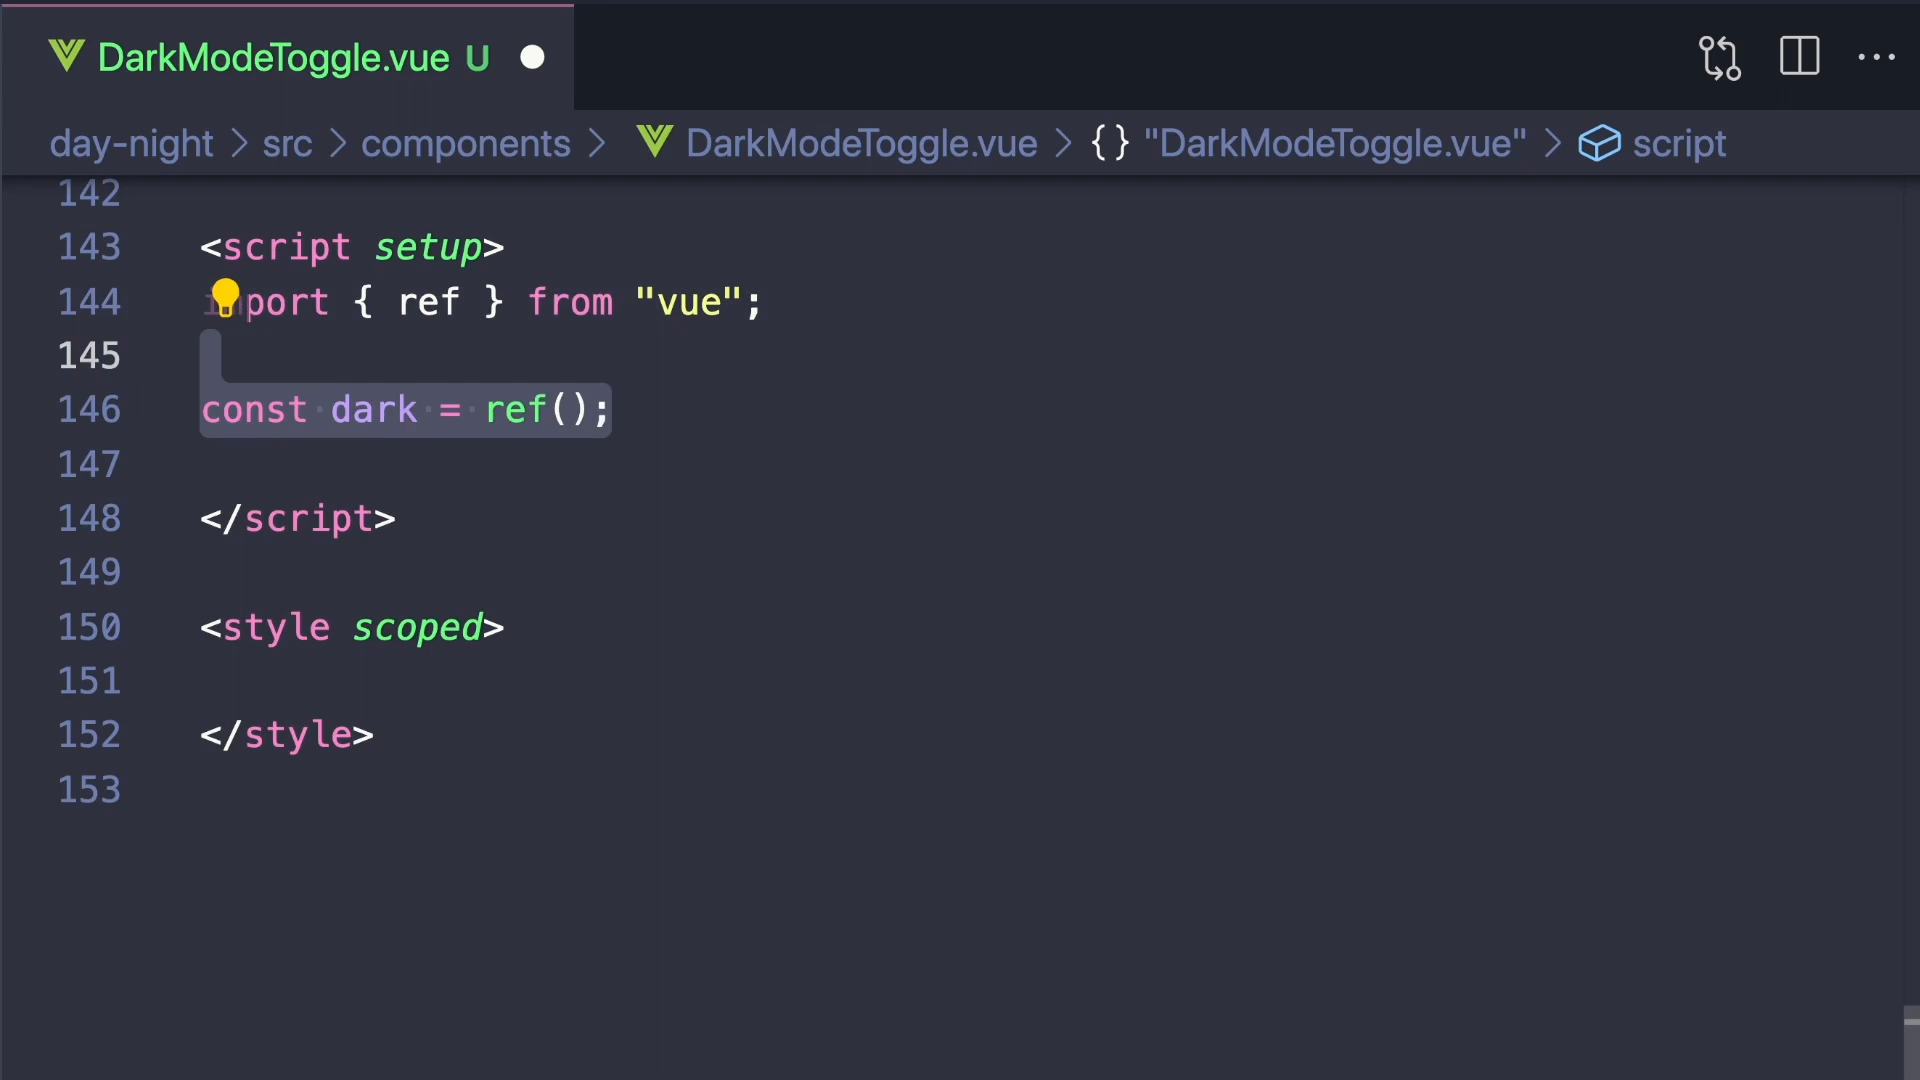 DarkModeToggle.vue U
day-night > src > components > DarkModeToggle.vue > {} "DarkModeToggle.vue" > script
142
143 <script setup>
144 import { ref } from "vue";
145
146 const dark = ref();
147
148 </script>
149
150 <style scoped>
151
152 </style>
153